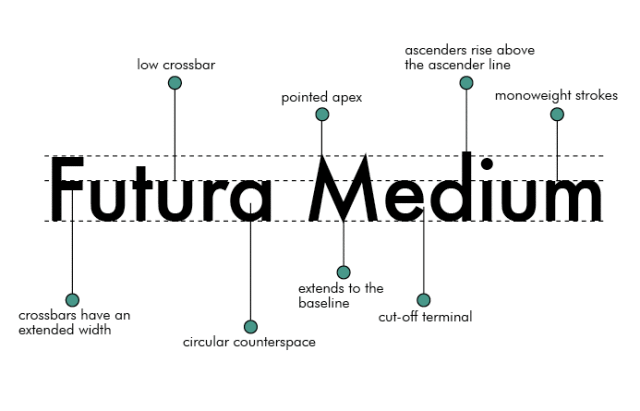 ascenders rise above
the ascender line
low crossbar
pointed apex
monoweight strokes
Futura Medium
extends to the
baseline
crossbars have an
extended width
cut-off terminal
circular counterspace